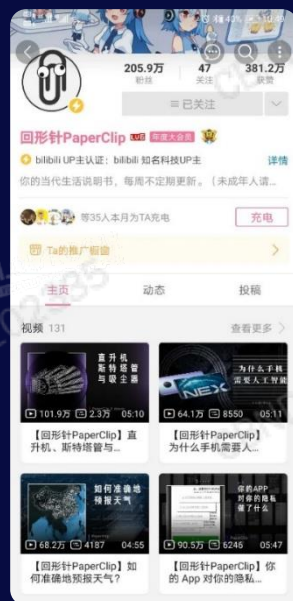 40% 10:49
205.9万
47
381.2万
粉丝
关注
获赞
已关注
回形针PaperClip LV6 年度大会员
bilibili UP主认证：bilibili 知名科技UP主
详情
你的当代生活说明书，每周不定期更新。（未成年人请...
等35人本月为TA充电
充电
Ta的推广橱窗
主页
动态
投稿
视频 131
查看更多
直升机
斯特塔管
与吸尘器
101.9万 2.3万 05:10
【回形针PaperClip】直
升机、斯特塔管与...
为什么手机
需要人工智能
NEX
64.1万 8550 05:11
【回形针PaperClip】
为什么手机需要人...
如何准确地
预报天气
68.2万 4187 04:55
【回形针PaperClip】如
何准确地预报天气？
你的APP
对你的隐私
做了什么
90.5万 6246 05:47
【回形针PaperClip】你
的 App 对你的隐私...